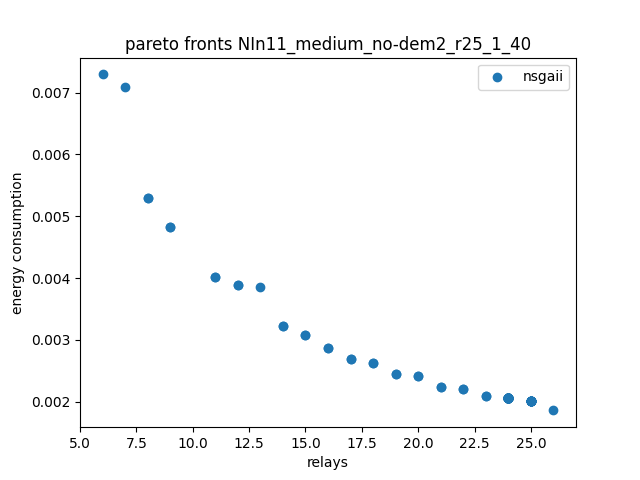 pareto fronts NIn11_medium_no-dem2_r25_1_40
nsgaii
0.007
0.006
0.005
0.004
0.003
0.002
energy consumption
5.0 7.5 10.0 12.5 15.0 17.5 20.0 22.5 25.0
relays